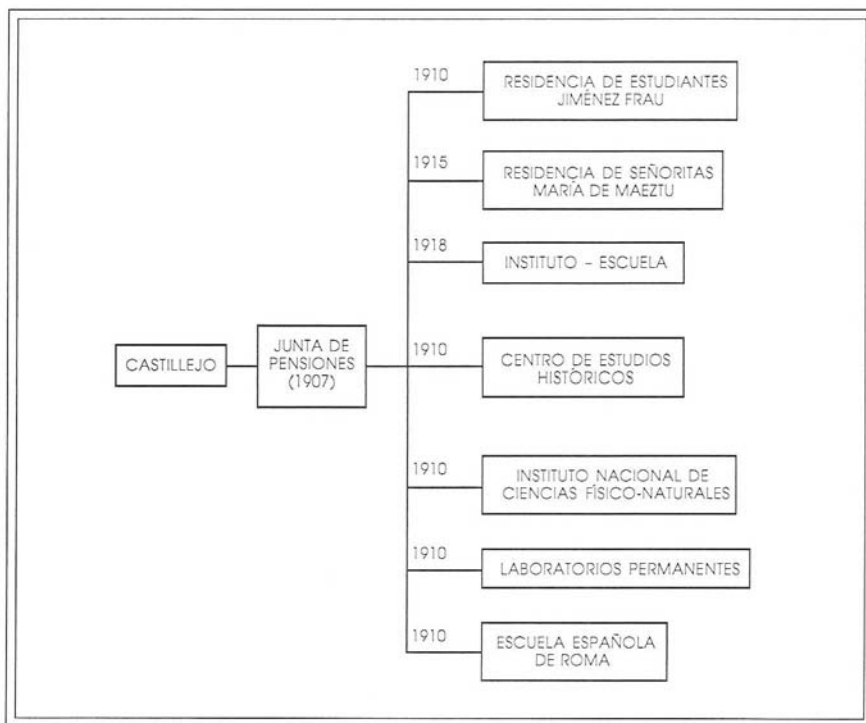 1910
RESIDENCIA DE ESTUDIANTES
JIMÉNEZ FRAU
1915
RESIDENCIA DE SEÑORITAS
MARÍA DE MAEZTU
1918
INSTITUTO – ESCUELA
CASTILLEJO
JUNTA DE
PENSIONES
(1907)
1910
CENTRO DE ESTUDIOS
HISTÓRICOS
1910
INSTITUTO NACIONAL DE
CIENCIAS FÍSICO-NATURALES
1910
LABORATORIOS PERMANENTES
1910
ESCUELA ESPAÑOLA
DE ROMA